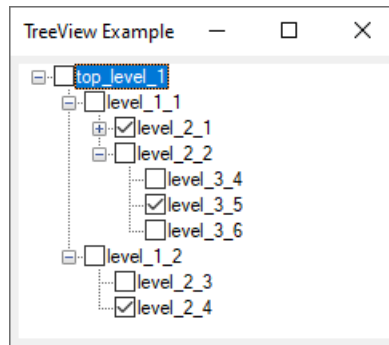 TreeView Example
top_level_1
level_1_1
level_2_1
level_2_2
level_3_4
level_3_5
level_3_6
level_1_2
level_2_3
level_2_4